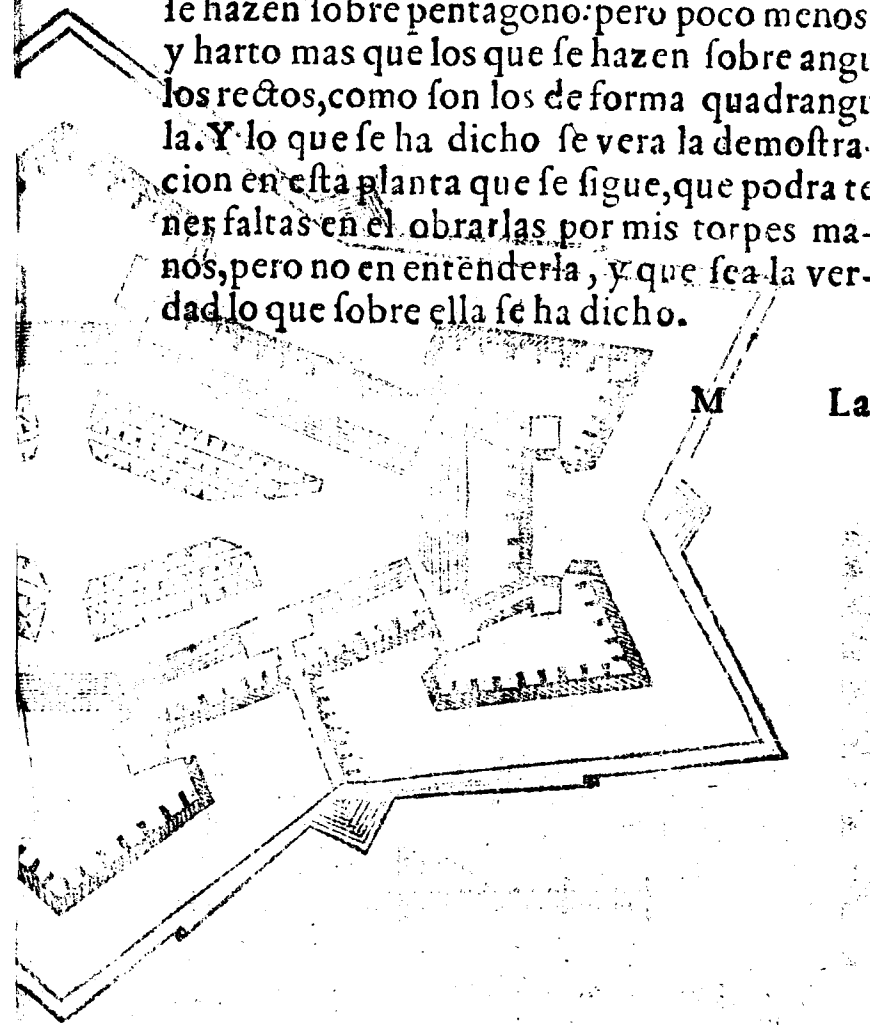 ſe hazen ſobre pentagono: pero poco menos
y harto mas que los que ſe hazen ſobre angu
los rectos, como ſon los de forma quadrangu
la. Y lo que ſe ha dicho ſe vera la demoſtra-
cion en eſta planta que ſe ſigue, que podra te
ner faltas en el obrarlas por mis torpes ma-
nos, pero no en entenderla, y que ſea la ver-
dad lo que ſobre ella ſe ha dicho.
M La